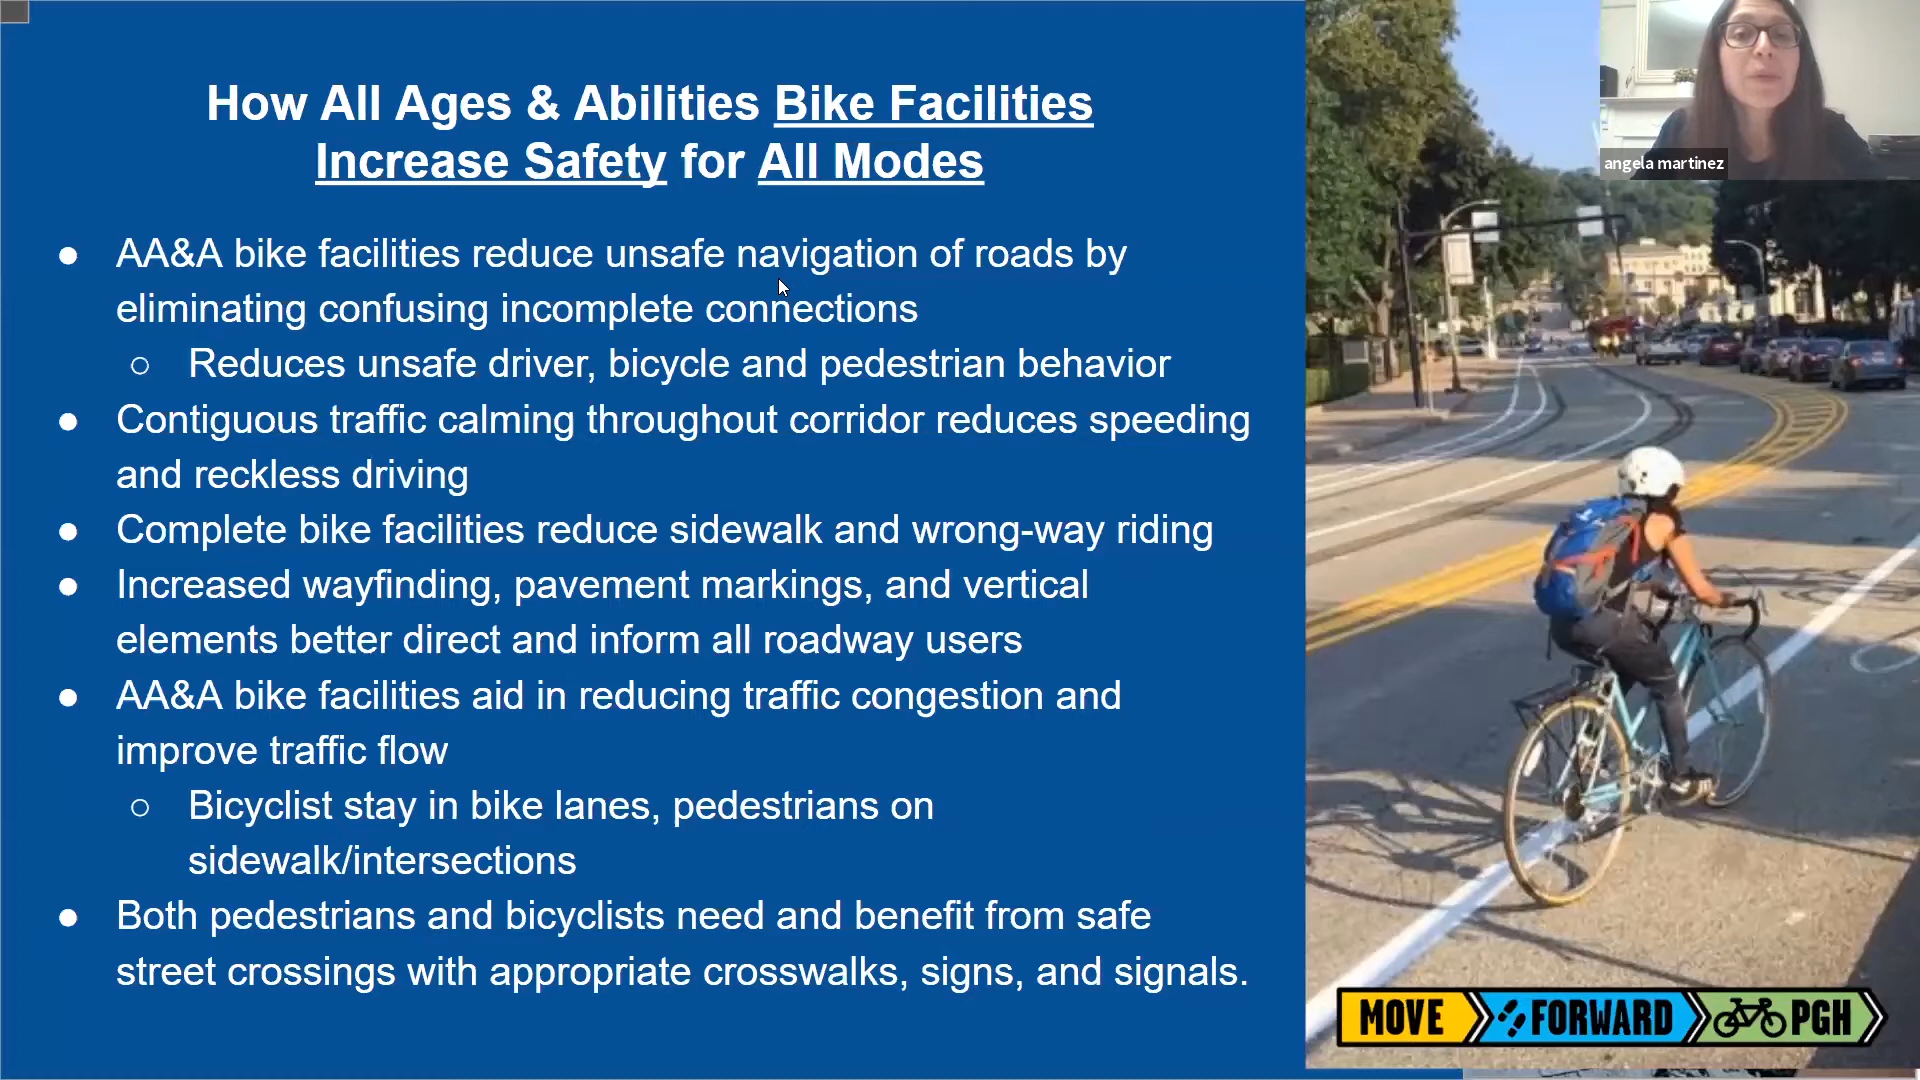 How All Ages & Abilities Bike Facilities
Increase Safety for All Modes
● AA&A bike facilities reduce unsafe navigation of roads by
eliminating confusing incomplete connections
○ Reduces unsafe driver, bicycle and pedestrian behavior
● Contiguous traffic calming throughout corridor reduces speeding
and reckless driving
● Complete bike facilities reduce sidewalk and wrong-way riding
● Increased wayfinding, pavement markings, and vertical
elements better direct and inform all roadway users
● AA&A bike facilities aid in reducing traffic congestion and
improve traffic flow
○ Bicyclist stay in bike lanes, pedestrians on
sidewalk/intersections
● Both pedestrians and bicyclists need and benefit from safe
street crossings with appropriate crosswalks, signs, and signals.
angela martinez
MOVE FORWARD PGH